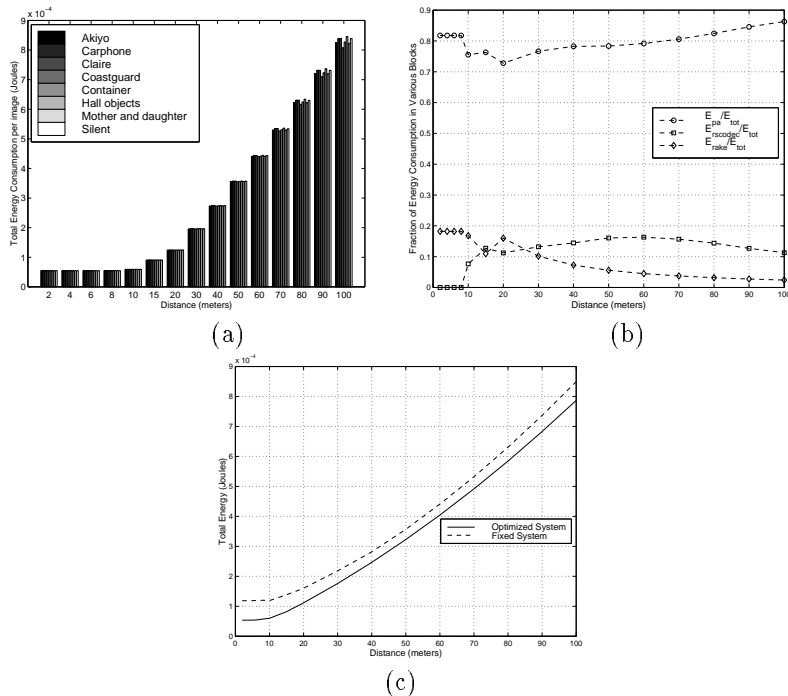 x 10⁻⁴
9
8
7
6
5
4
3
2
1
0
Total Energy Consumption per image (Joules)
Akiyo
Carphone
Claire
Coastguard
Container
Hall objects
Mother and daughter
Silent
2 4 6 8 10 15 20 30 40 50 60 70 80 90 100
Distance (meters)
(a)
0.9
0.8
0.7
0.6
0.5
0.4
0.3
0.2
0.1
0
Fraction of Energy Consumption in Various Blocks
E_pa/E_tot
E_rscodec/E_tot
E_rake/E_tot
0 10 20 30 40 50 60 70 80 90 100
Distance (meters)
(b)
x 10⁻⁴
9
8
7
6
5
4
3
2
1
0
Total Energy (Joules)
Optimized System
Fixed System
0 10 20 30 40 50 60 70 80 90 100
Distance (meters)
(c)